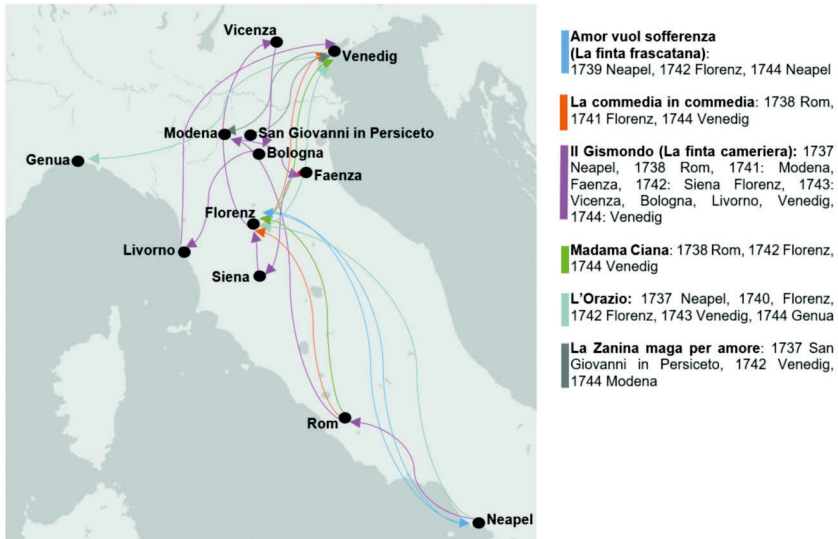 Vicenza
Venedig
Modena
San Giovanni in Persiceto
Bologna
Genua
Faenza
Florenz
Livorno
Siena
Rom
Neapel
Amor vuol sofferenza
(La finta frascatana):
1739 Neapel, 1742 Florenz, 1744 Neapel
La commedia in commedia: 1738 Rom,
1741 Florenz, 1744 Venedig
Il Gismondo (La finta cameriera): 1737
Neapel, 1738 Rom, 1741: Modena,
Faenza, 1742: Siena Florenz, 1743:
Vicenza, Bologna, Livorno, Venedig,
1744: Venedig
Madama Ciana: 1738 Rom, 1742 Florenz,
1744 Venedig
L'Orazio: 1737 Neapel, 1740, Florenz,
1742 Florenz, 1743 Venedig, 1744 Genua
La Zanina maga per amore: 1737 San
Giovanni in Persiceto, 1742 Venedig,
1744 Modena